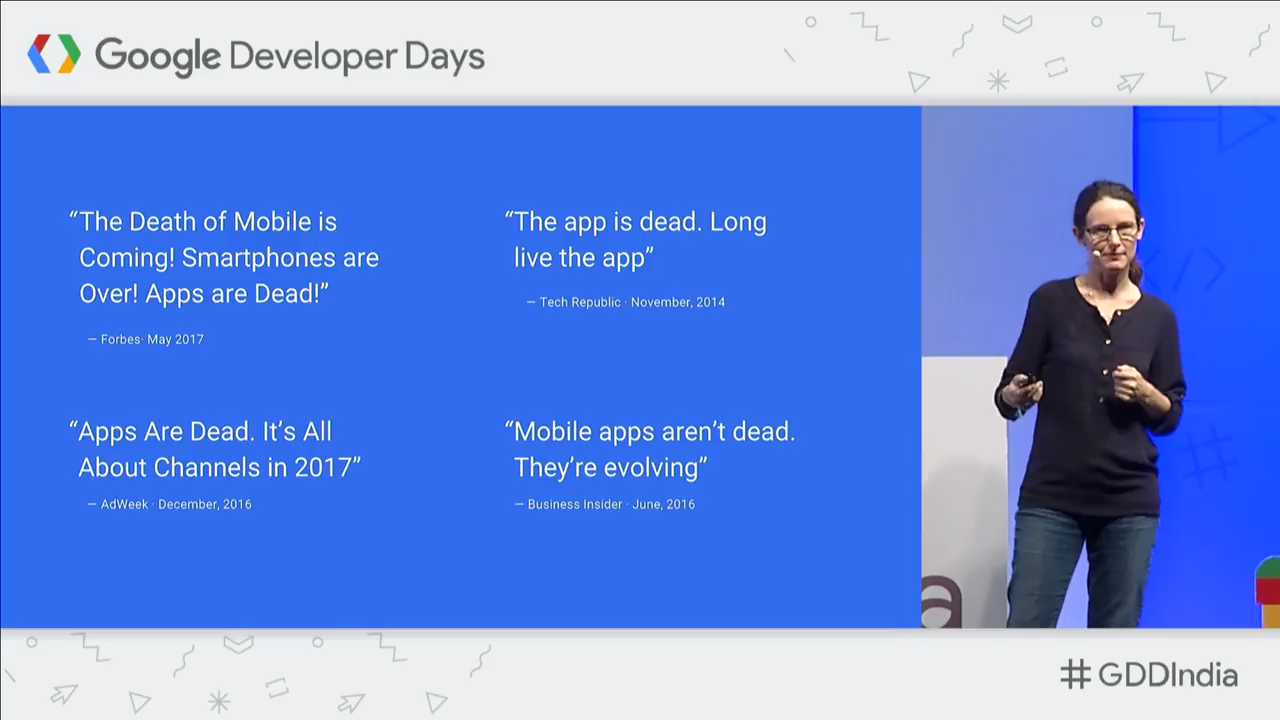 Google Developer Days
“The Death of Mobile is
Coming! Smartphones are
Over! Apps are Dead!”
— Forbes· May 2017
“The app is dead. Long
live the app”
— Tech Republic · November, 2014
“Apps Are Dead. It’s All
About Channels in 2017”
— AdWeek · December, 2016
“Mobile apps aren’t dead.
They’re evolving”
— Business Insider · June, 2016
a
#GDDIndia